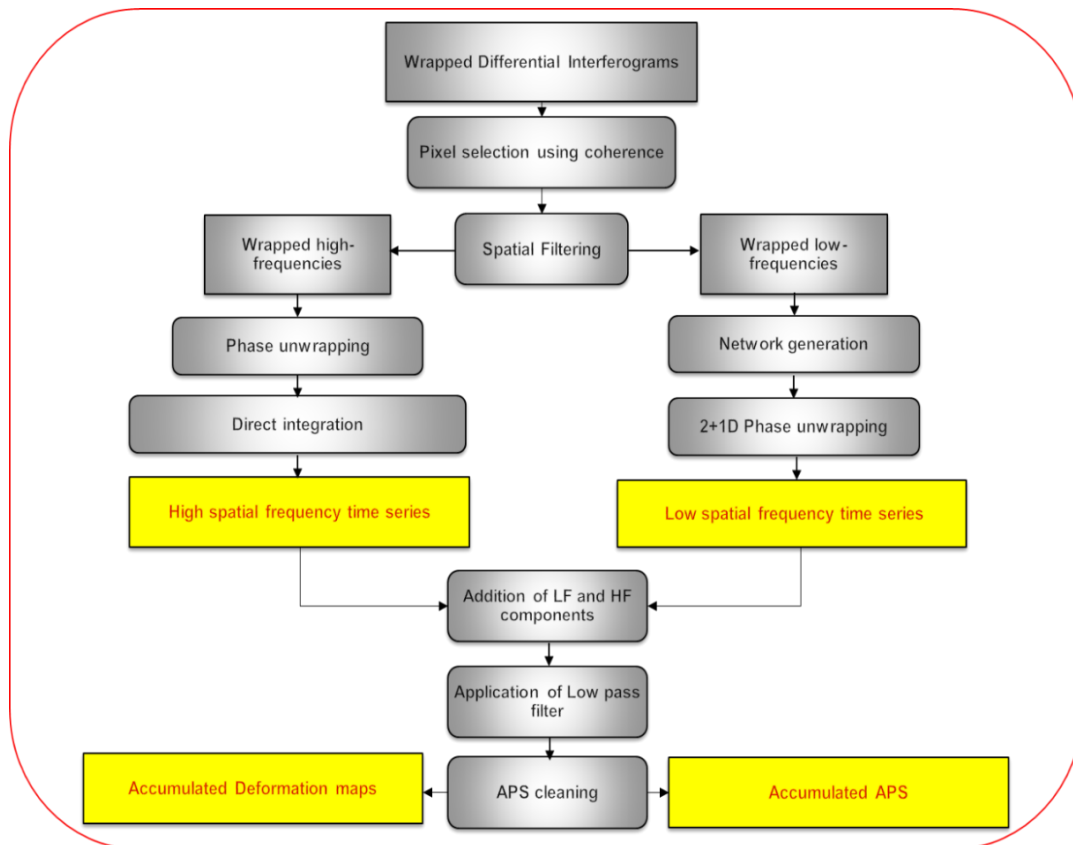 Wrapped Differential Interferograms
Pixel selection using coherence
Wrapped high-
frequencies
Spatial Filtering
Wrapped low-
frequencies
Phase unwrapping
Network generation
Direct integration
2+1D Phase unwrapping
High spatial frequency time series
Low spatial frequency time series
Addition of LF and HF
components
Application of Low pass
filter
Accumulated Deformation maps
APS cleaning
Accumulated APS